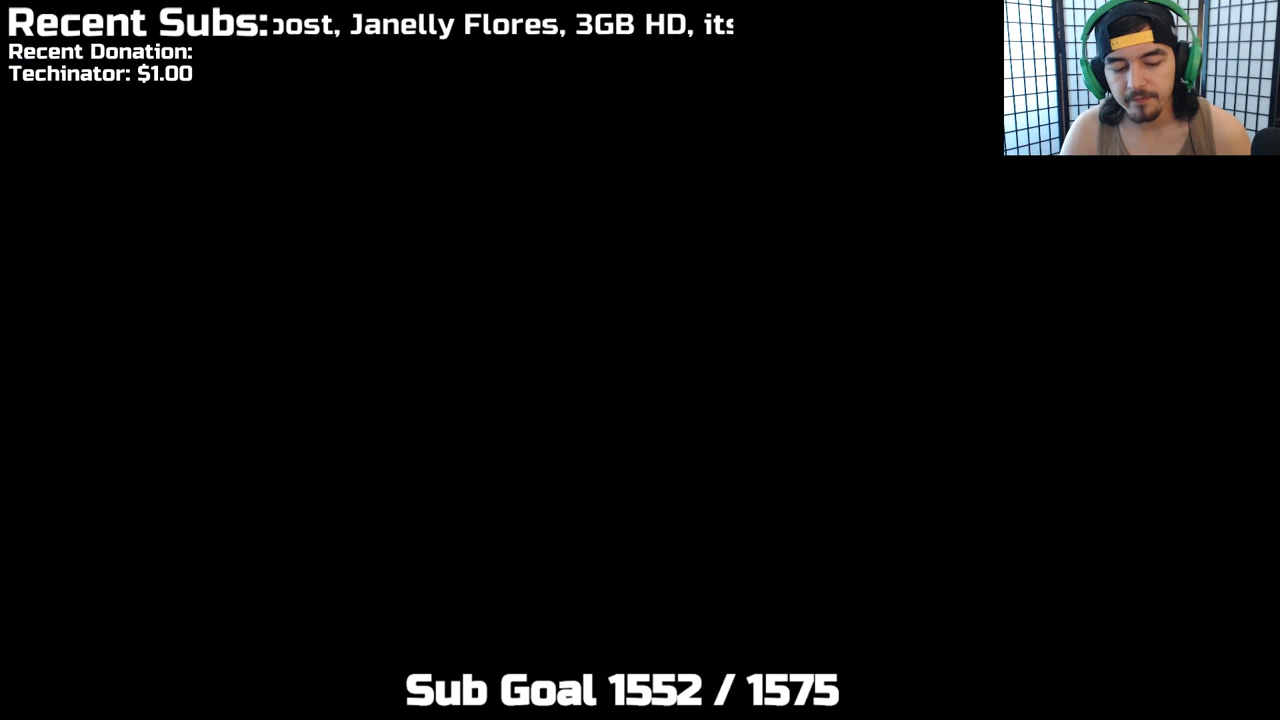 Recent Subs: Janelly Flores, 3GB HD,
Recent Donation:
Techinator: $1.00
Sub Goal 1552 / 1575